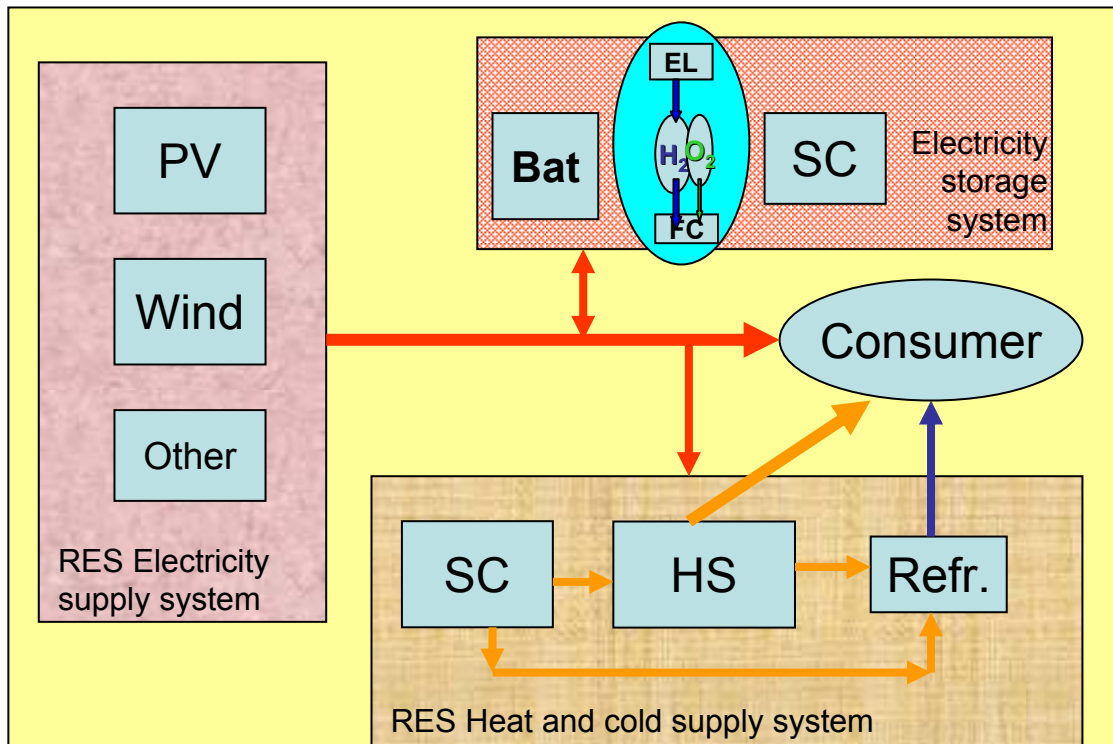 PV
Wind
Other
RES Electricity
supply system
EL
H2
O2
FC
Bat
SC
Electricity
storage
system
Consumer
SC
HS
Refr.
RES Heat and cold supply system